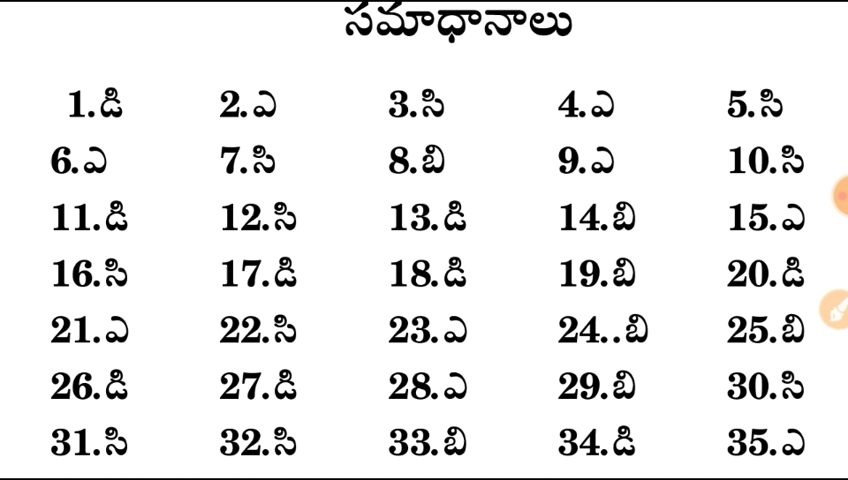 సమాధానాలు
1.డి 2.ఎ 3.సి 4.ఎ 5.సి
6.ఎ 7.సి 8.బి 9.ఎ 10.సి
11.డి 12.సి 13.డి 14.బి 15.ఎ
16.సి 17.డి 18.డి 19.బి 20.డి
21.ఎ 22.సి 23.ఎ 24..బి 25.బి
26.డి 27.డి 28.ఎ 29.బి 30.సి
31.సి 32.సి 33.బి 34.డి 35.ఎ